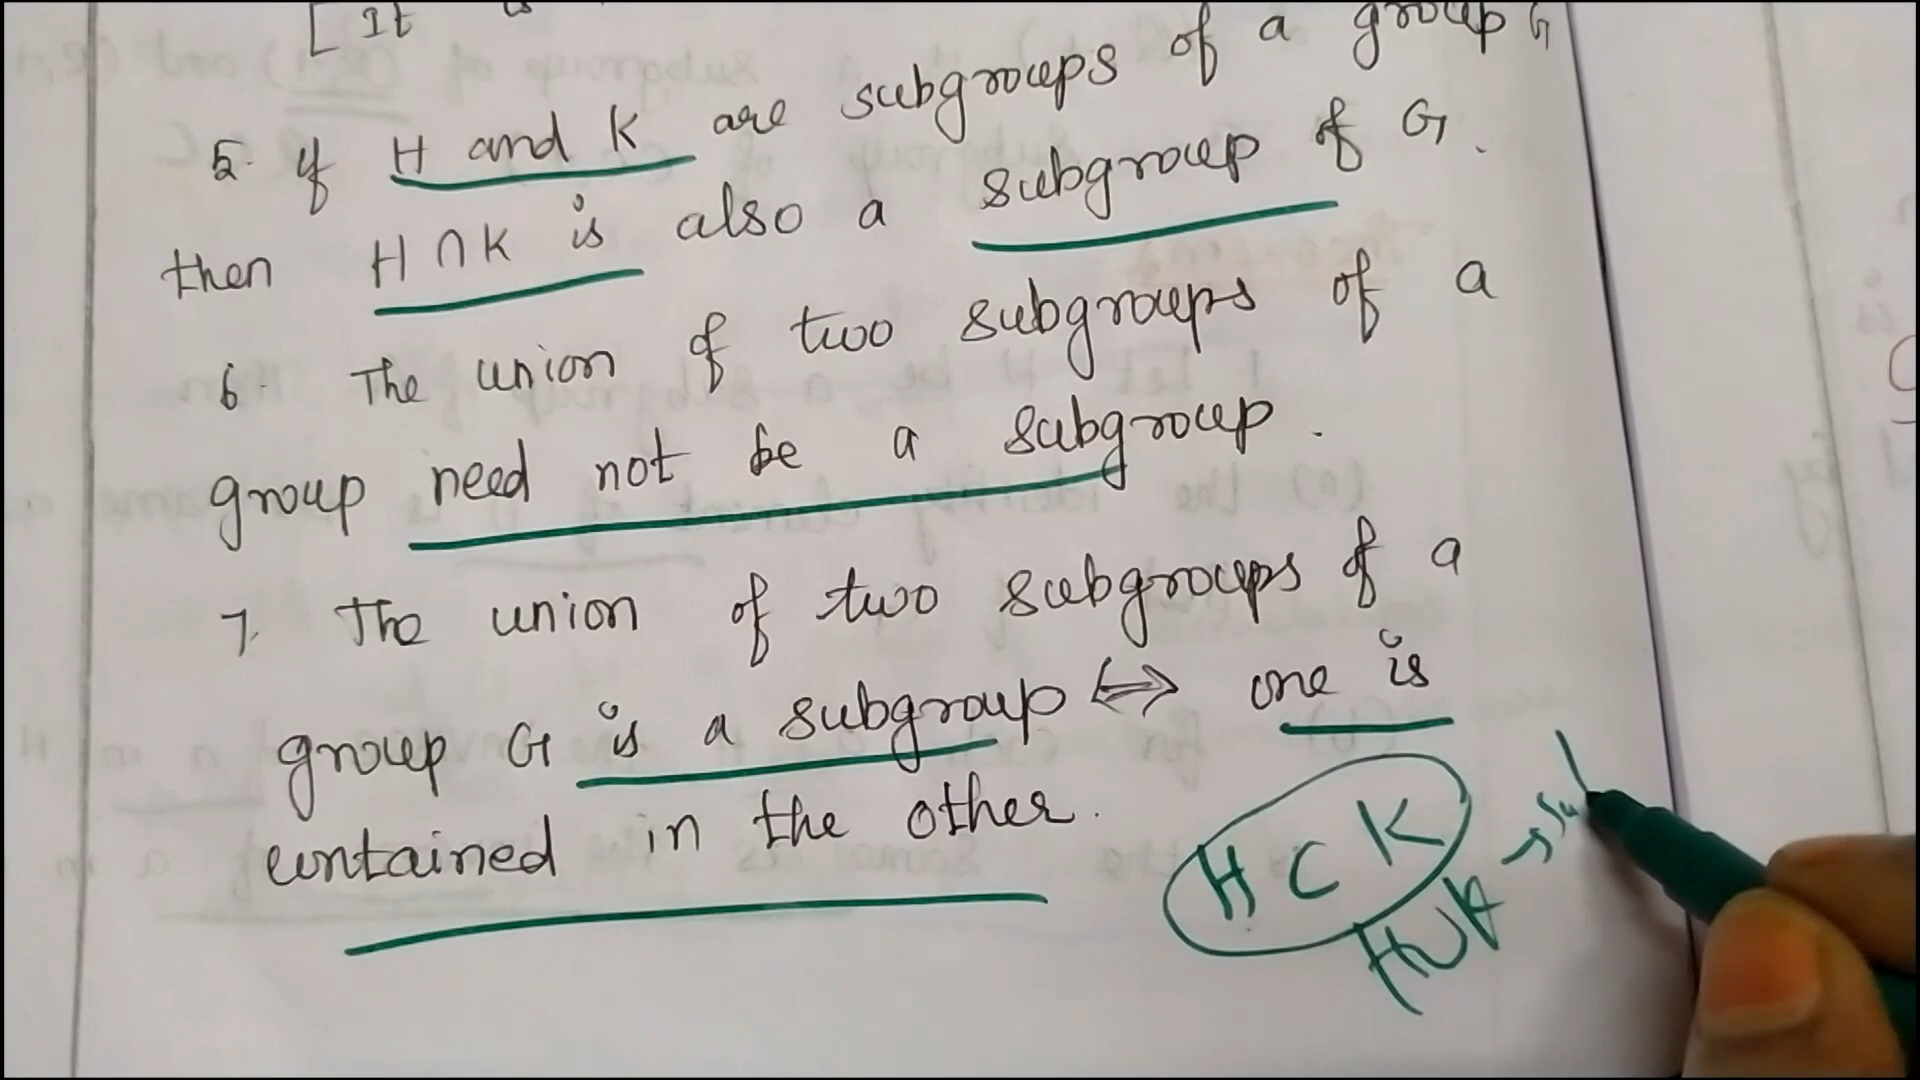 [It is
5. If H and K are subgroups of a group G
then H ∩ K is also a subgroup of G.
6. The union of two subgroups of a
group need not be a subgroup.
7. The union of two subgroups of a
group G is a subgroup ⟺ one is
contained in the other.
H ⊂ K
H∪K → su